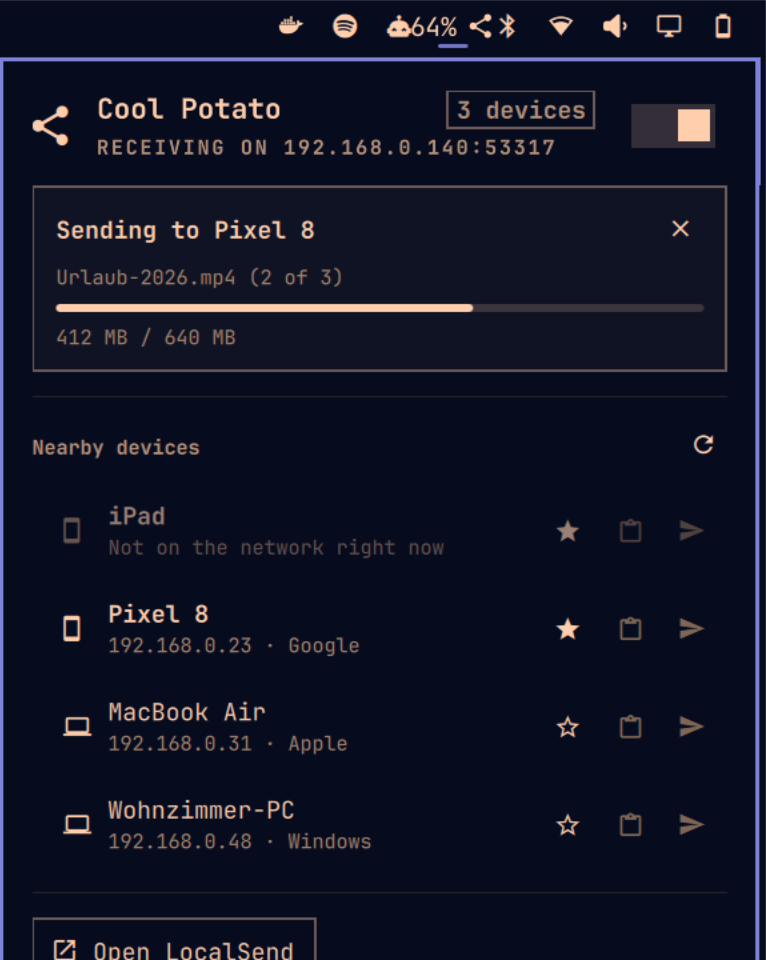 64%
Cool Potato
3 devices
RECEIVING ON 192.168.0.140:53317
Sending to Pixel 8
Urlaub-2026.mp4 (2 of 3)
412 MB / 640 MB
Nearby devices
iPad
Not on the network right now
Pixel 8
192.168.0.23 · Google
MacBook Air
192.168.0.31 · Apple
Wohnzimmer-PC
192.168.0.48 · Windows
Open LocalSend